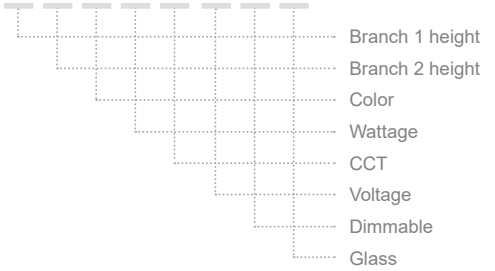 Branch 1 height
Branch 2 height
Color
Wattage
CCT
Voltage
Dimmable
Glass